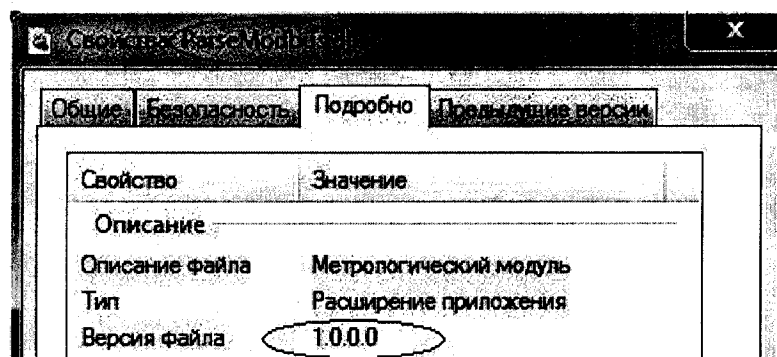 Свойства:
X
Общие Безопасность Подробно Предыдущие версии
Свойство Значение
Описание
Описание файла Метрологический модуль
Тип Расширение приложения
Версия файла 1.0.0.0